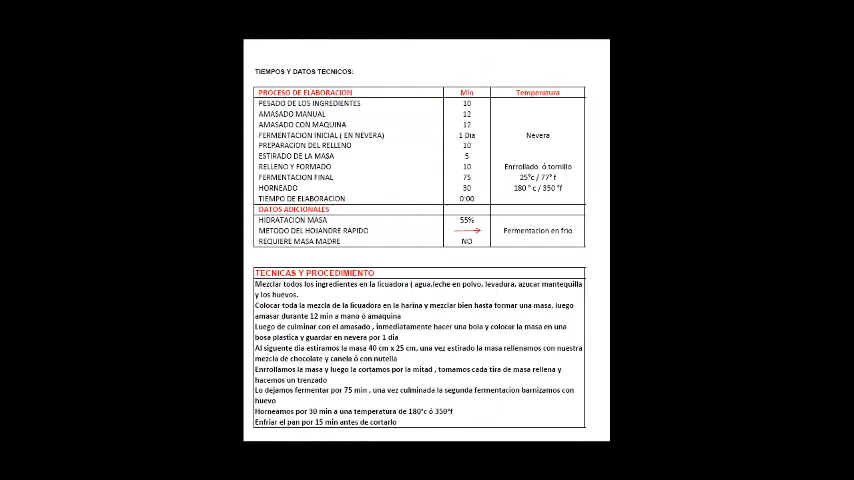 TIEMPOS Y DATOS TECNICOS:
PROCESO DE ELABORACION Min Temperatura
PESADO DE LOS INGREDIENTES 10
AMASADO MANUAL 12
AMASADO CON MAQUINA 12
FERMENTACION INICIAL ( EN NEVERA) 1 Dia Nevera
PREPARACION DEL RELLENO 10
ESTIRADO DE LA MASA 5
RELLENO Y FORMADO 10 Enrrollado ó tornillo
FERMENTACION FINAL 75 25°c / 77° f
HORNEADO 30 180 ° c / 350 °f
TIEMPO DE ELABORACION 0:00
DATOS ADICIONALES
HIDRATACION MASA 55%
METODO DEL HOJANDRE RAPIDO Fermentacion en frio
REQUIERE MASA MADRE NO
TECNICAS Y PROCEDIMIENTO
Mezclar todos los ingredientes en la licuadora ( agua,leche en polvo, levadura, azucar mantequilla
y los huevos.
Colocar toda la mezcla de la licuadora en la harina y mezclar bien hasta formar una masa, luego
amasar durante 12 min a mano ó amaquina
Luego de culminar con el amasado , inmediatamente hacer una bola y colocar la masa en una
bosa plastica y guardar en nevera por 1 dia
Al siguente dia estiramos la masa 40 cm x 25 cm, una vez estirado la masa rellenamos con nuestra
mezcla de chocolate y canela ó con nutella
Enrrollamos la masa y luego la cortamos por la mitad , tomamos cada tira de masa rellena y
hacemos un trenzado
Lo dejamos fermentar por 75 min , una vez culminada la segunda fermentacion barnizamos con
huevo
Horneamos por 30 min a una temperatura de 180°c ó 350°f
Enfriar el pan por 15 min antes de cortarlo